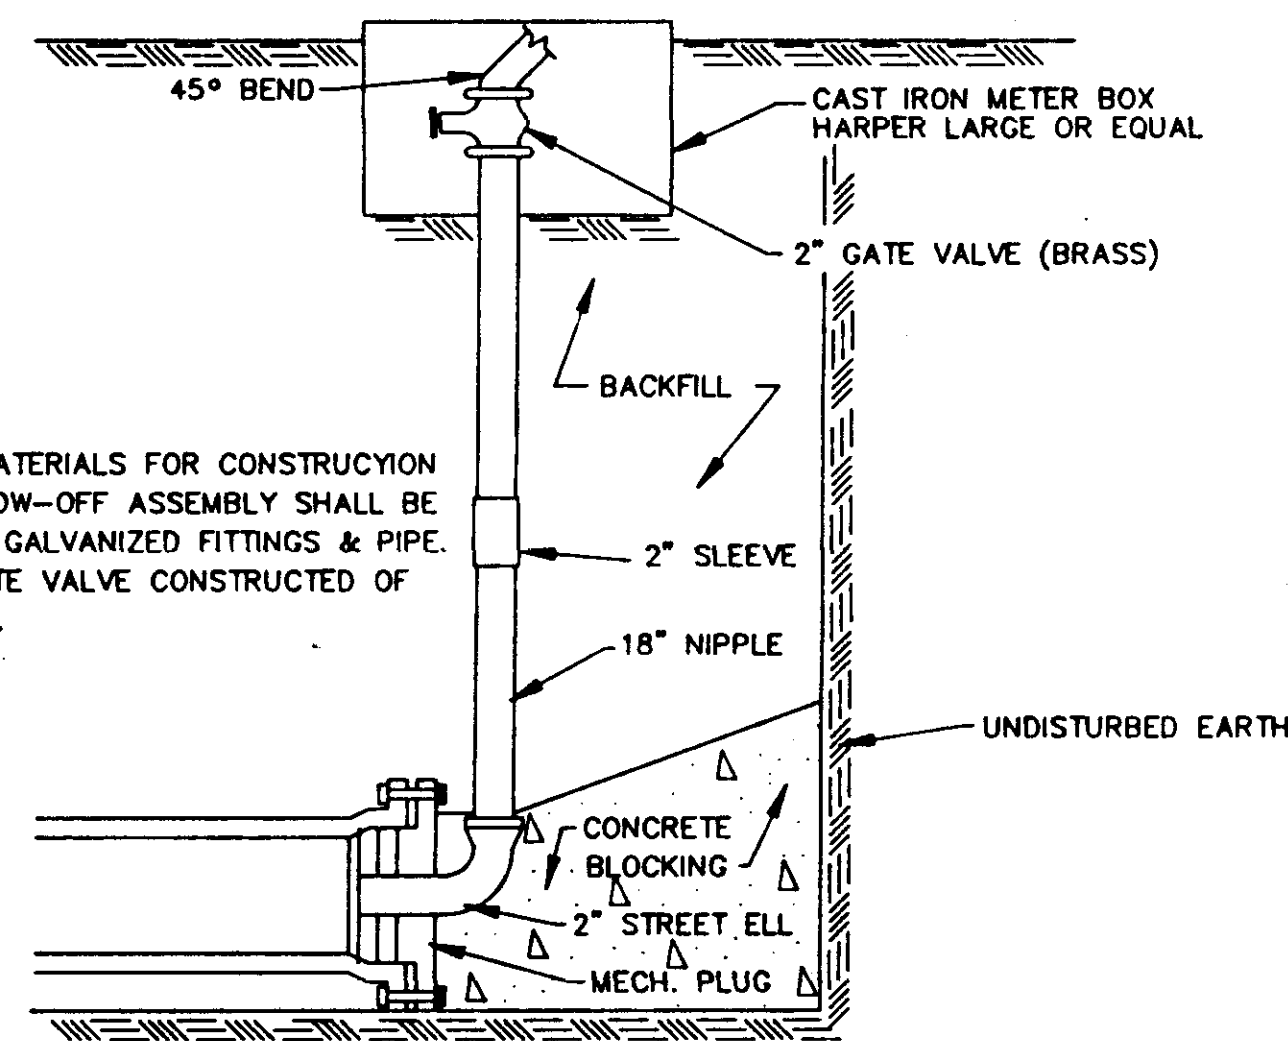 45° BEND
CAST IRON METER BOX
HARPER LARGE OR EQUAL
2" GATE VALVE (BRASS)
BACKFILL
ATERIALS FOR CONSTRUCYION
OW-OFF ASSEMBLY SHALL BE
GALVANIZED FITTINGS & PIPE.
TE VALVE CONSTRUCTED OF
2" SLEEVE
18" NIPPLE
UNDISTURBED EARTH
CONCRETE
BLOCKING
2" STREET ELL
MECH. PLUG